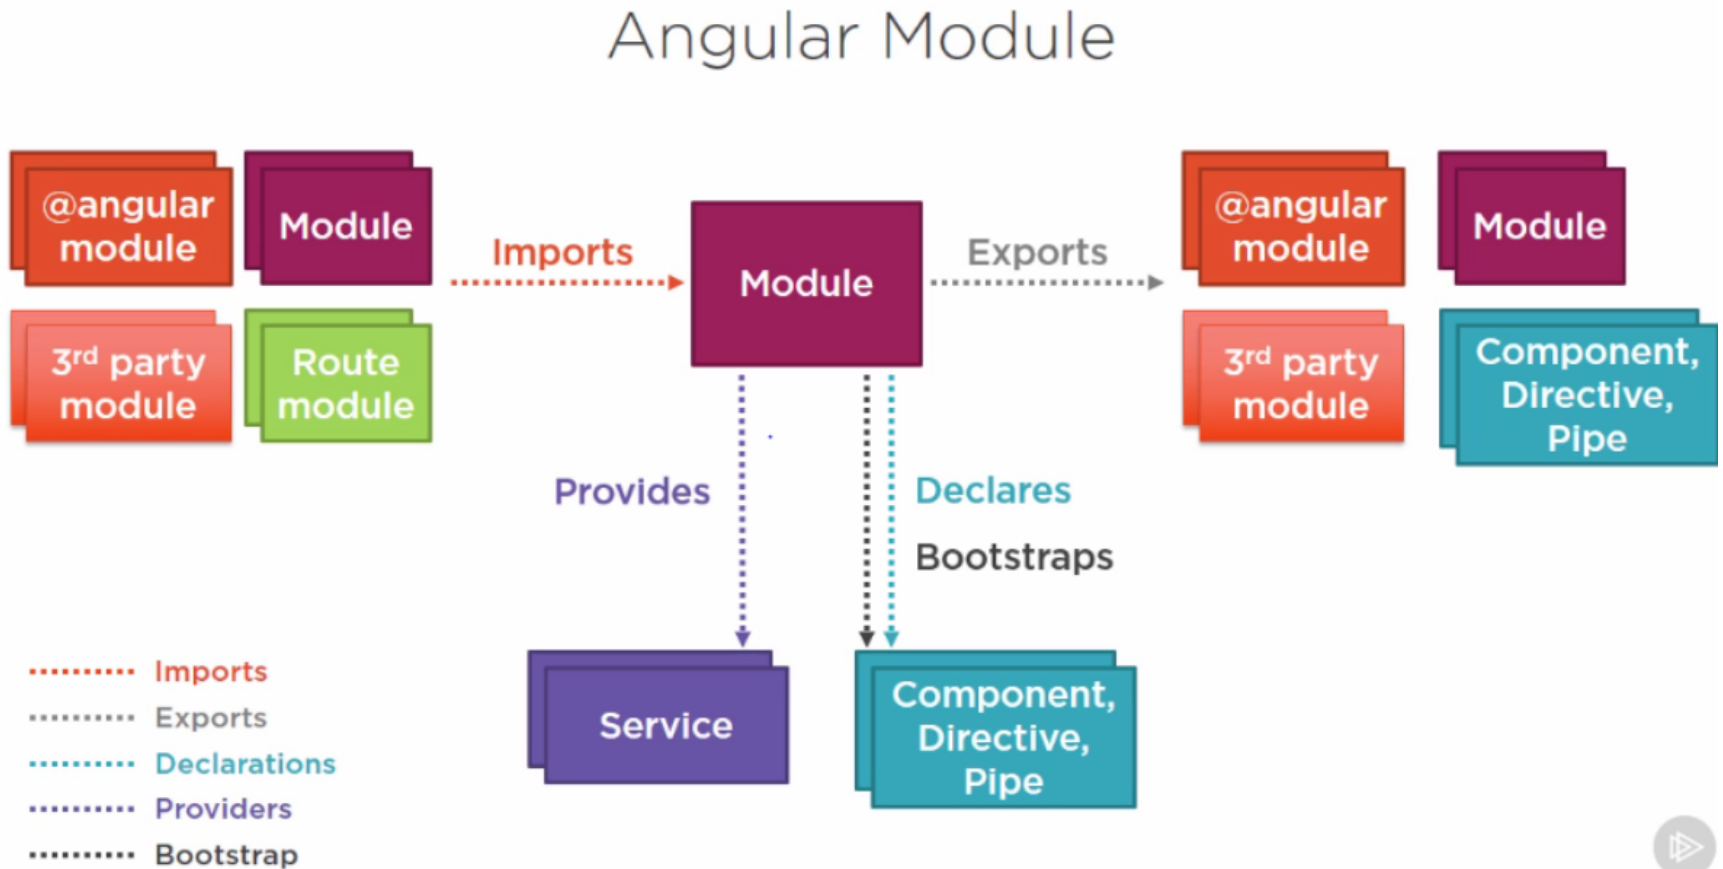 Angular Module
@angular
module
Module
3rd party
module
Route
module
Imports
Module
Exports
@angular
module
Module
3rd party
module
Component,
Directive,
Pipe
Provides
Declares
Bootstraps
Service
Component,
Directive,
Pipe
Imports
Exports
Declarations
Providers
Bootstrap